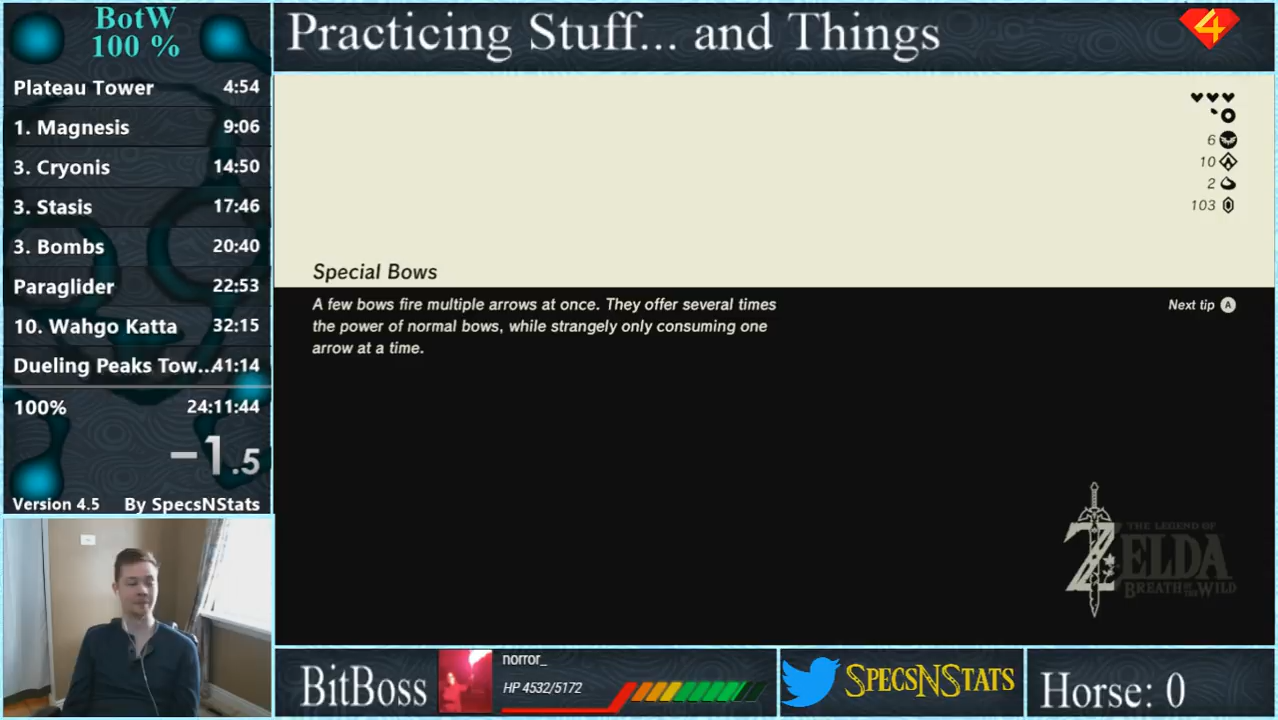 BotW
100 %
Plateau Tower 4:54
1. Magnesis 9:06
3. Cryonis 14:50
3. Stasis 17:46
3. Bombs 20:40
Paraglider 22:53
10. Wahgo Katta 32:15
Dueling Peaks Tow... 41:14
100% 24:11:44
-1.5
Version 4.5 By SpecsNStats
Practicing Stuff... and Things
4
6
10
2
103
Special Bows
A few bows fire multiple arrows at once. They offer several times
the power of normal bows, while strangely only consuming one
arrow at a time.
Next tip A
THE LEGEND OF
ZELDA
BREATH OF THE WILD
BitBoss
norror_
HP 4532/5172
SPECSNSTATS
Horse: 0